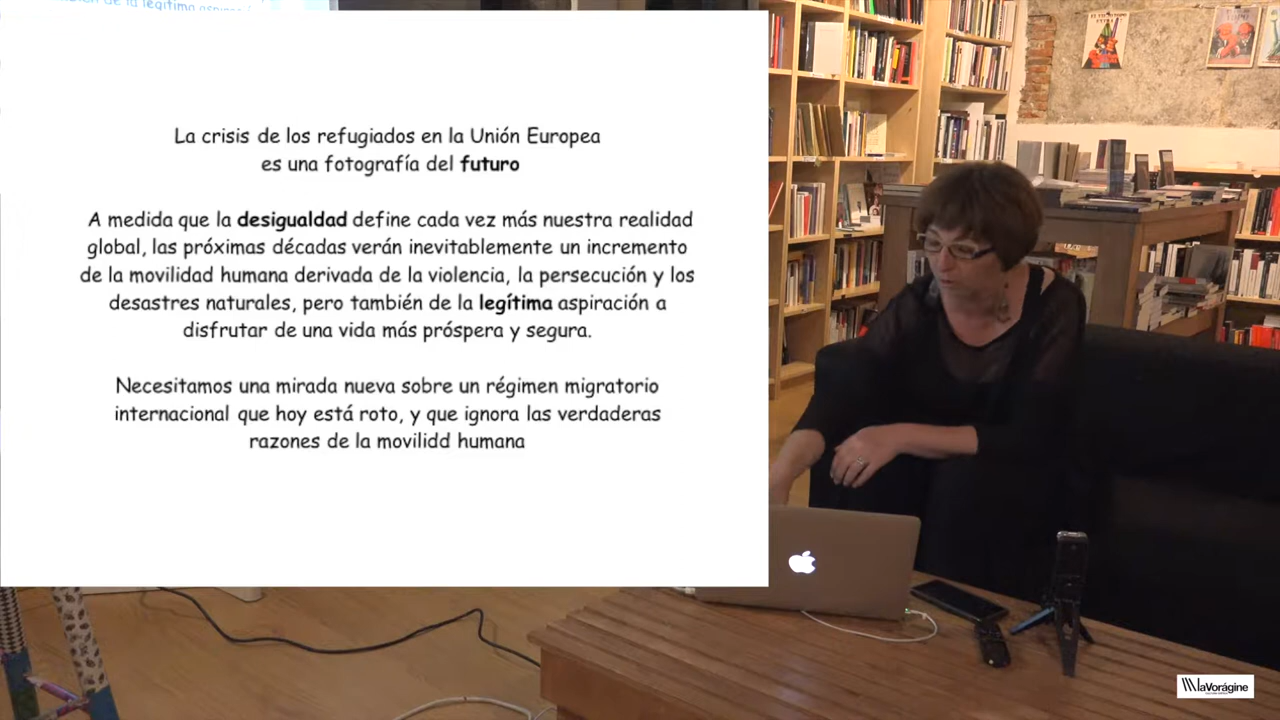 de la legítima
La crisis de los refugiados en la Unión Europea
es una fotografía del futuro
A medida que la desigualdad define cada vez más nuestra realidad
global, las próximas décadas verán inevitablemente un incremento
de la movilidad humana derivada de la violencia, la persecución y los
desastres naturales, pero también de la legítima aspiración a
disfrutar de una vida más próspera y segura.
Necesitamos una mirada nueva sobre un régimen migratorio
internacional que hoy está roto, y que ignora las verdaderas
razones de la movilidd humana
laVorágine